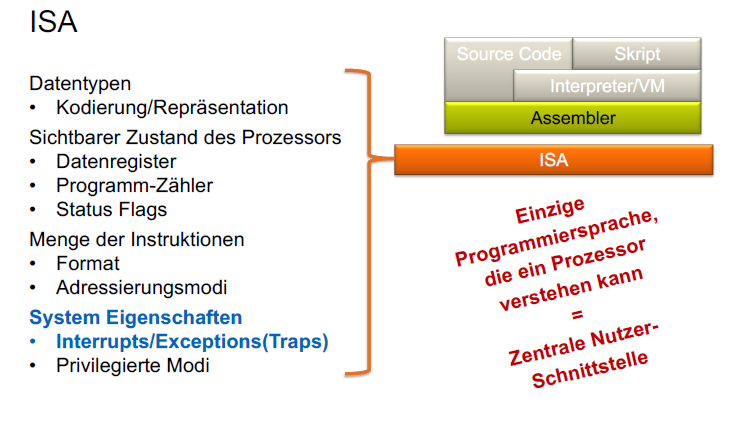 ISA
Datentypen
• Kodierung/Repräsentation
Sichtbarer Zustand des Prozessors
• Datenregister
• Programm-Zähler
• Status Flags
Menge der Instruktionen
• Format
• Adressierungsmodi
System Eigenschaften
• Interrupts/Exceptions(Traps)
• Privilegierte Modi
Source Code
Skript
Interpreter/VM
Assembler
ISA
Einzige
Programmiersprache,
die ein Prozessor
verstehen kann
=
Zentrale Nutzer-
Schnittstelle